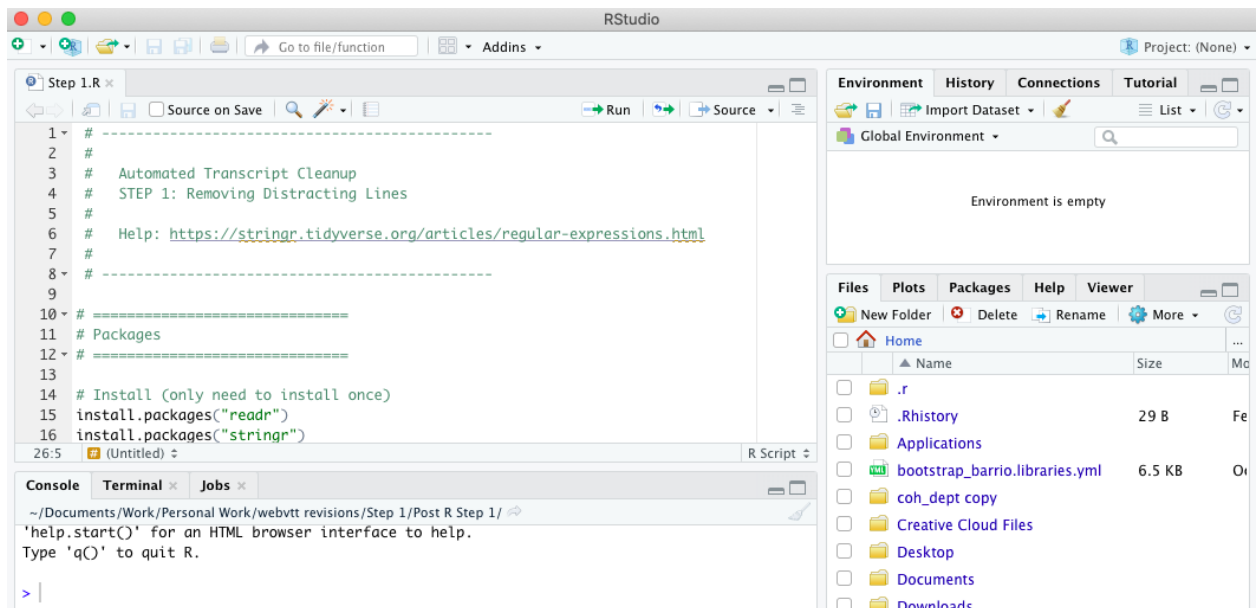 RStudio
Go to file/function
Addins
Project: (None)
Step 1.R
Source on Save
Run
Source
1 # ----------------------------------------------
2 #
3 # Automated Transcript Cleanup
4 # STEP 1: Removing Distracting Lines
5 #
6 # Help: https://stringr.tidyverse.org/articles/regular-expressions.html
7 #
8 # ----------------------------------------------
9
10 # ==============================
11 # Packages
12 # ==============================
13
14 # Install (only need to install once)
15 install.packages("readr")
16 install.packages("stringr")
26:5 # (Untitled) R Script
Console Terminal Jobs
~/Documents/Work/Personal Work/webvtt revisions/Step 1/Post R Step 1/
'help.start()' for an HTML browser interface to help.
Type 'q()' to quit R.
>
Environment History Connections Tutorial
Import Dataset List
Global Environment
Environment is empty
Files Plots Packages Help Viewer
New Folder Delete Rename More
Home ...
Name Size Mo
.r
.Rhistory 29 B Fe
Applications
bootstrap_barrio.libraries.yml 6.5 KB
coh_dept copy
Creative Cloud Files
Desktop
Documents
Downloads